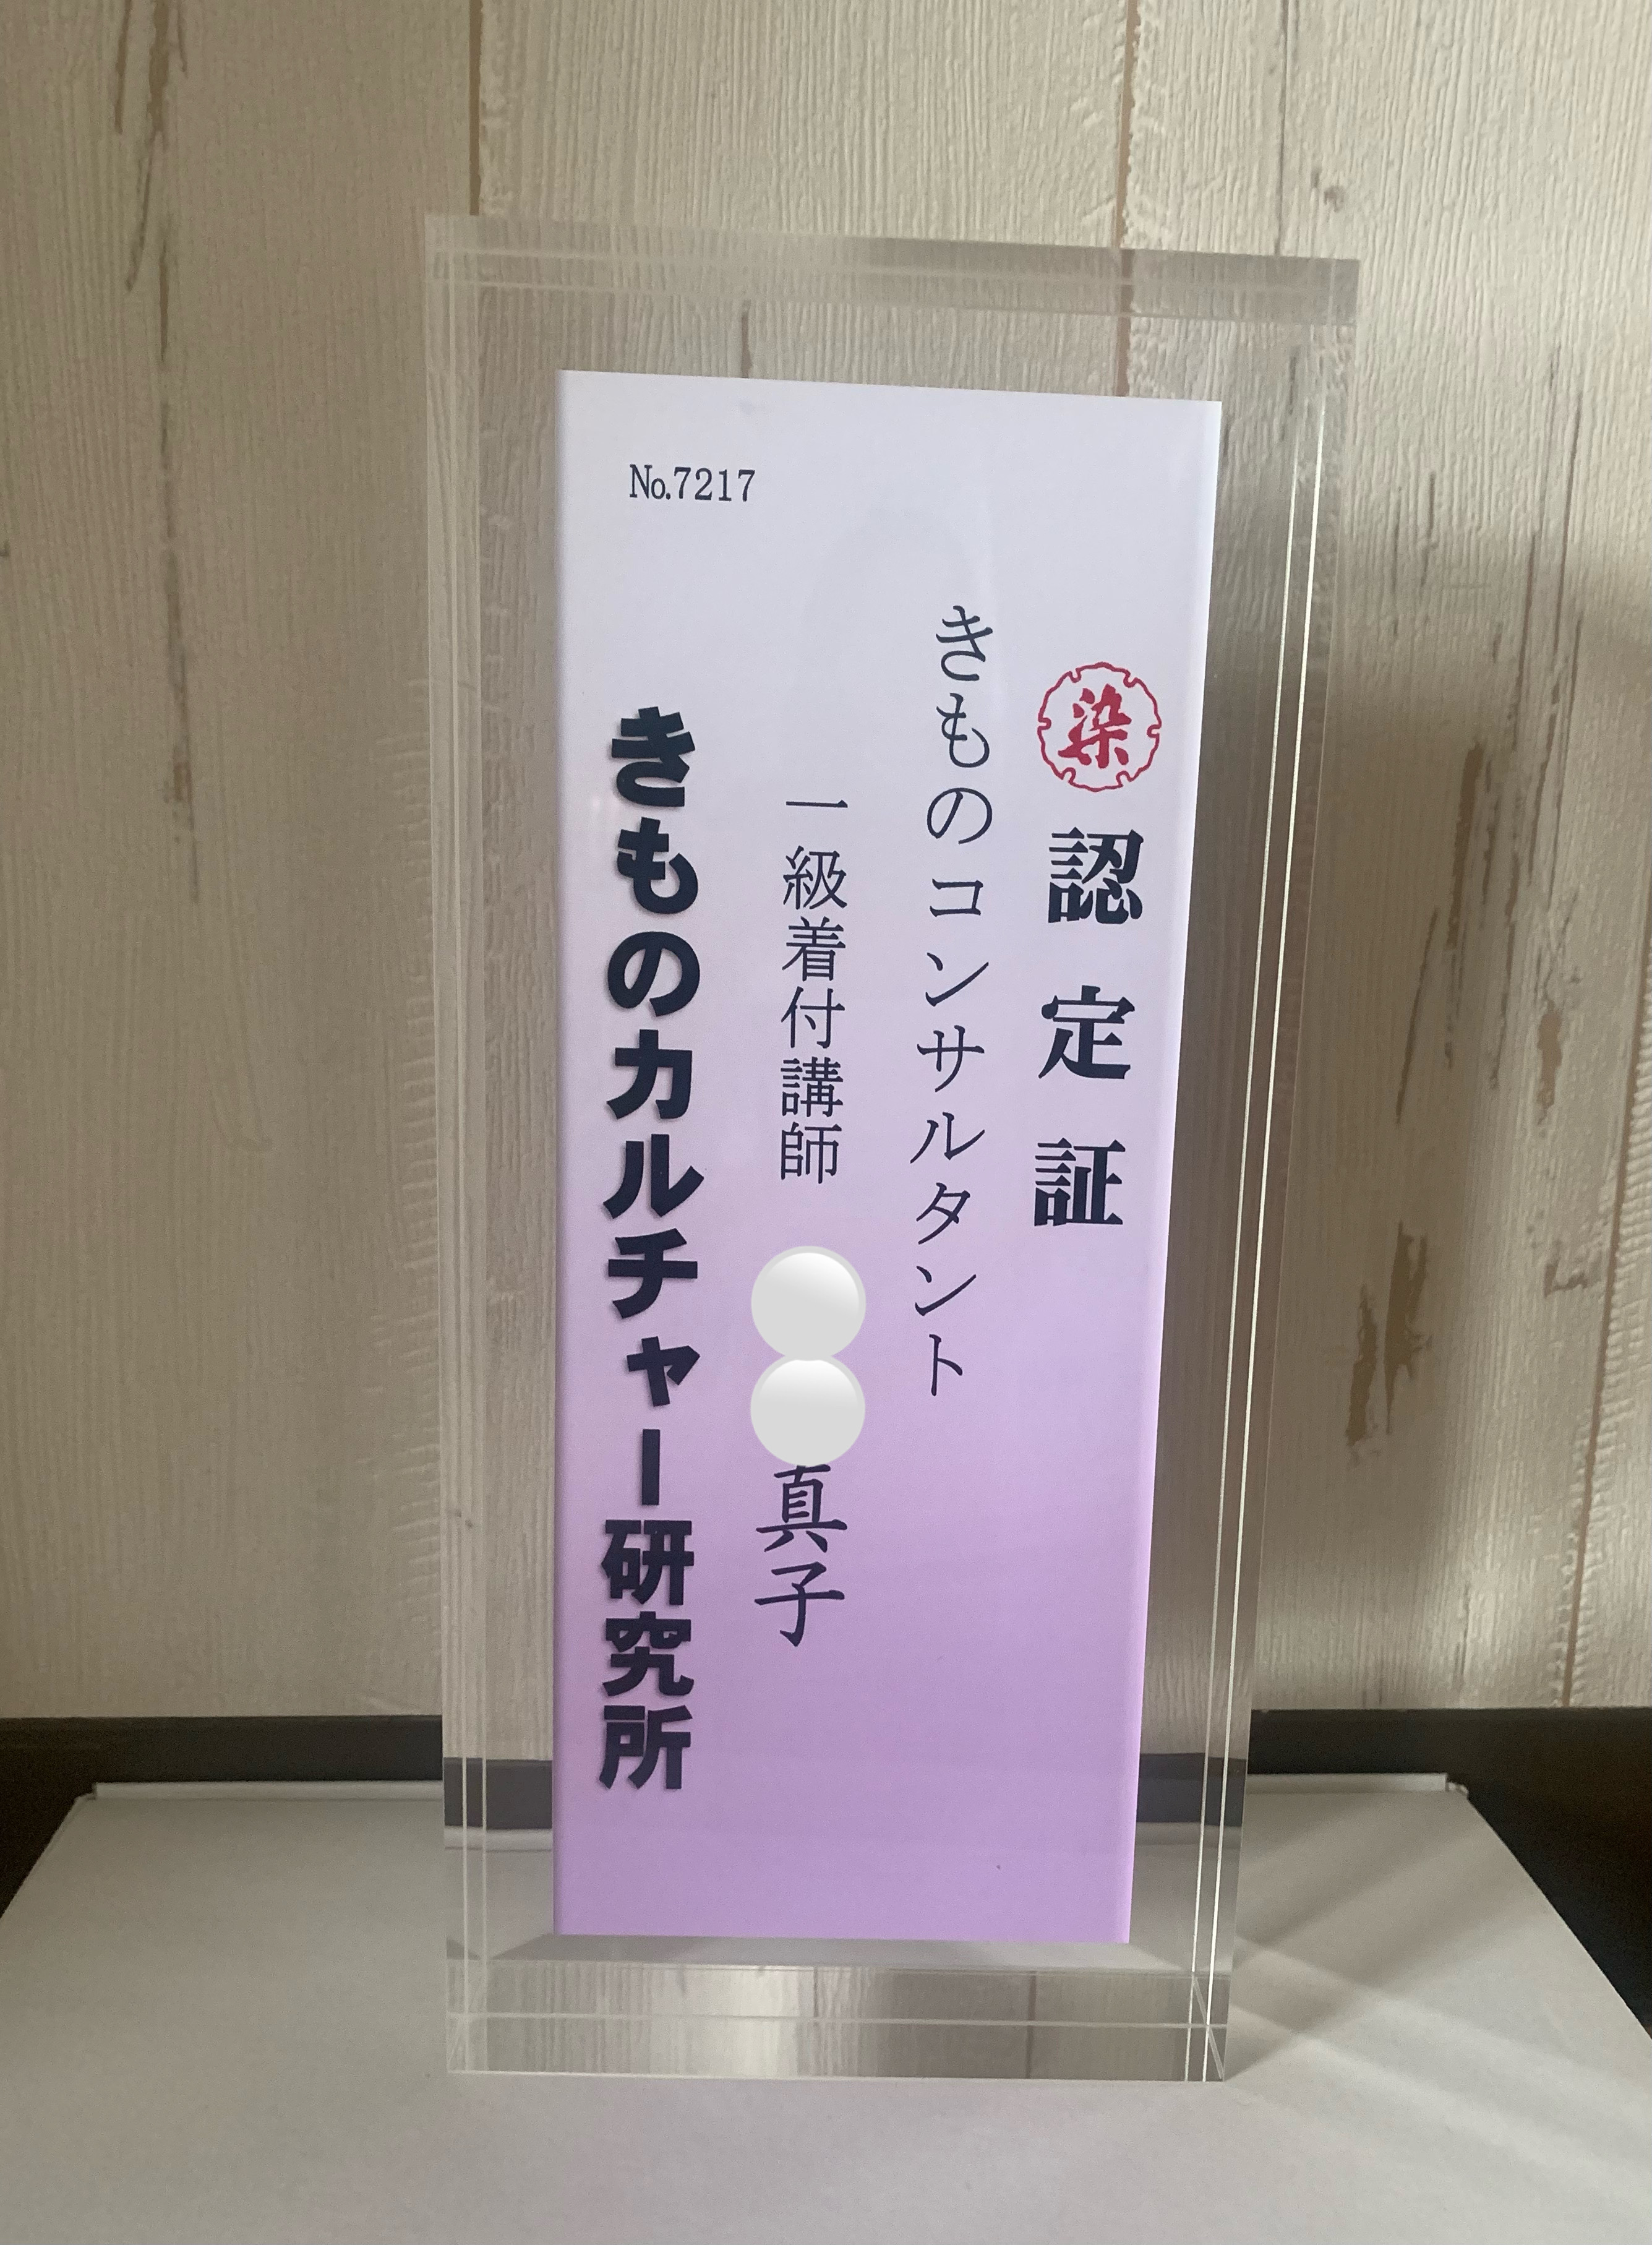 染
認定証
きものコンサルタント
一級着付講師 真子
きものカルチャー研究所
No.7217